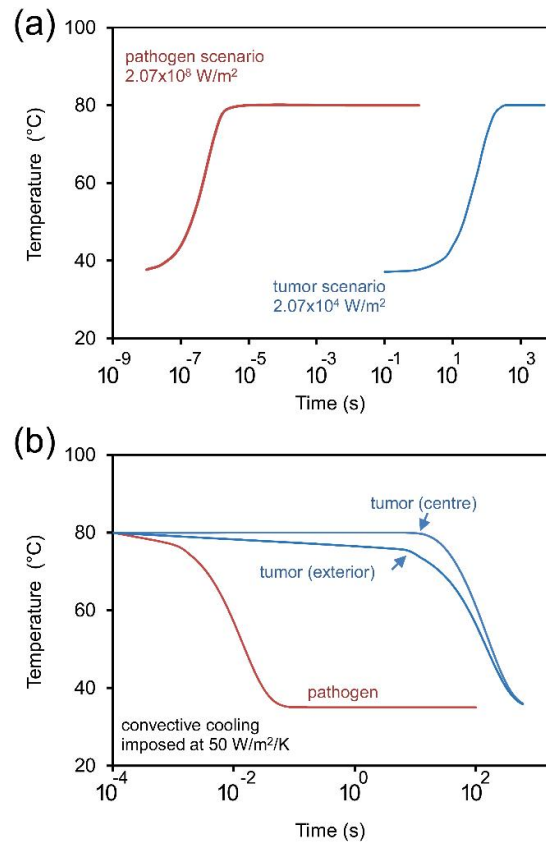 (a)
100
80
60
40
20
Temperature (°C)
pathogen scenario
2.07x10⁸ W/m²
tumor scenario
2.07x10⁴ W/m²
10⁻⁹ 10⁻⁷ 10⁻⁵ 10⁻³ 10⁻¹ 10¹ 10³
Time (s)
(b)
100
80
60
40
20
Temperature (°C)
tumor (centre)
tumor (exterior)
pathogen
convective cooling
imposed at 50 W/m²/K
10⁻⁴ 10⁻² 10⁰ 10²
Time (s)